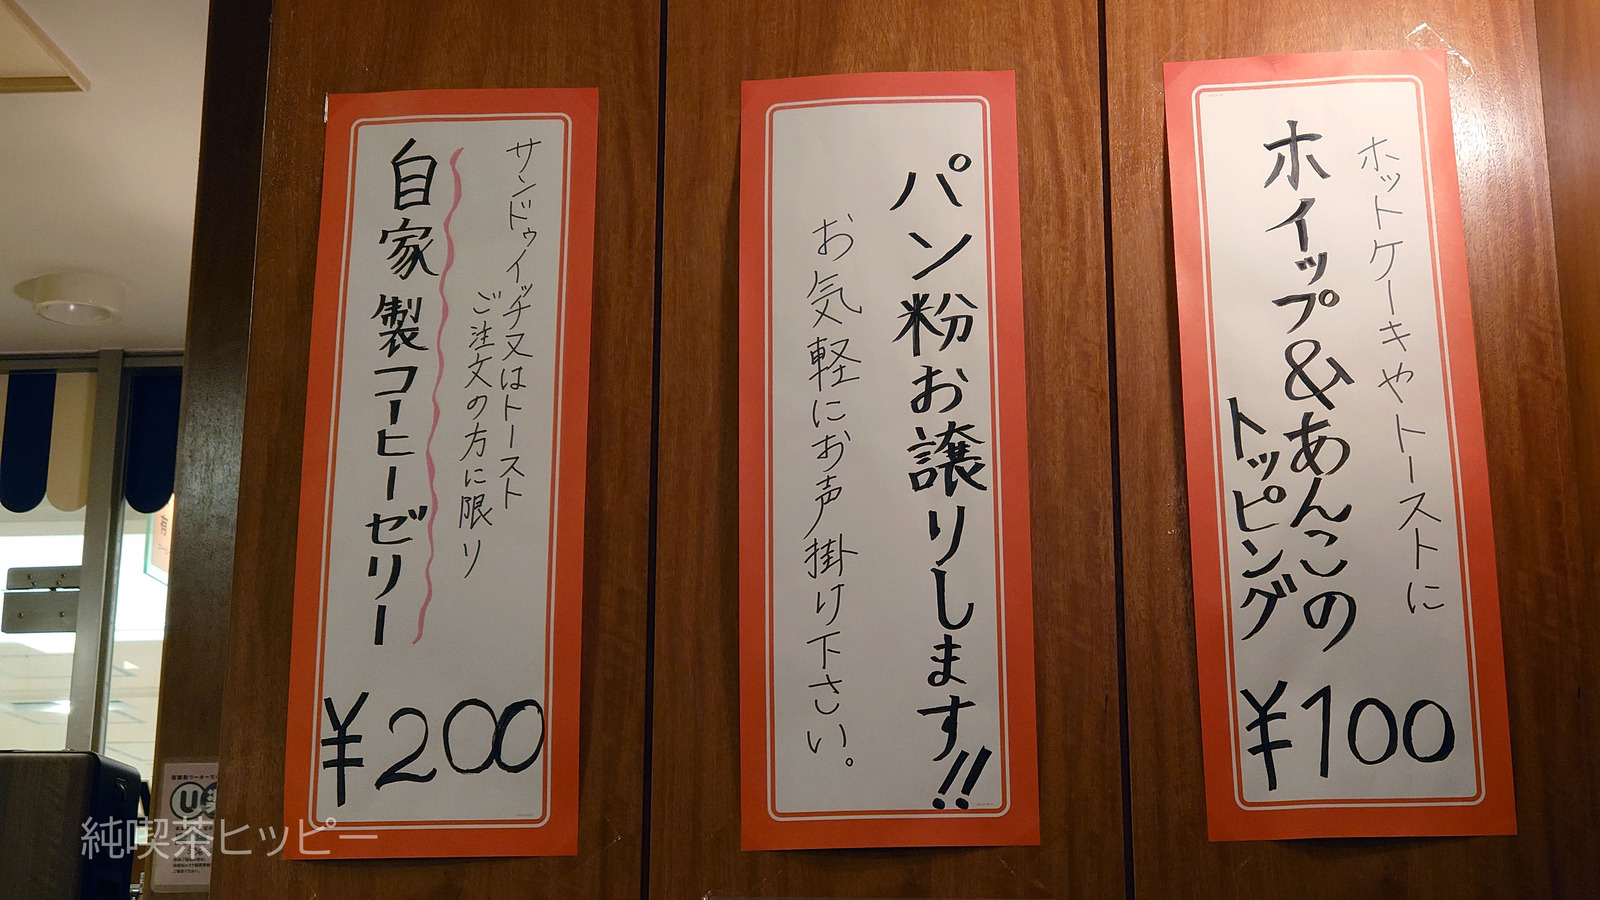 サンドゥイッチ又はトースト
ご注文の方に限り
自家製コーヒーゼリー
¥200
パン粉お譲りします!!
お気軽にお声掛け下さい。
ホットケーキやトーストに
ホイップ&あんこの
トッピング
¥100
純喫茶ヒッピー